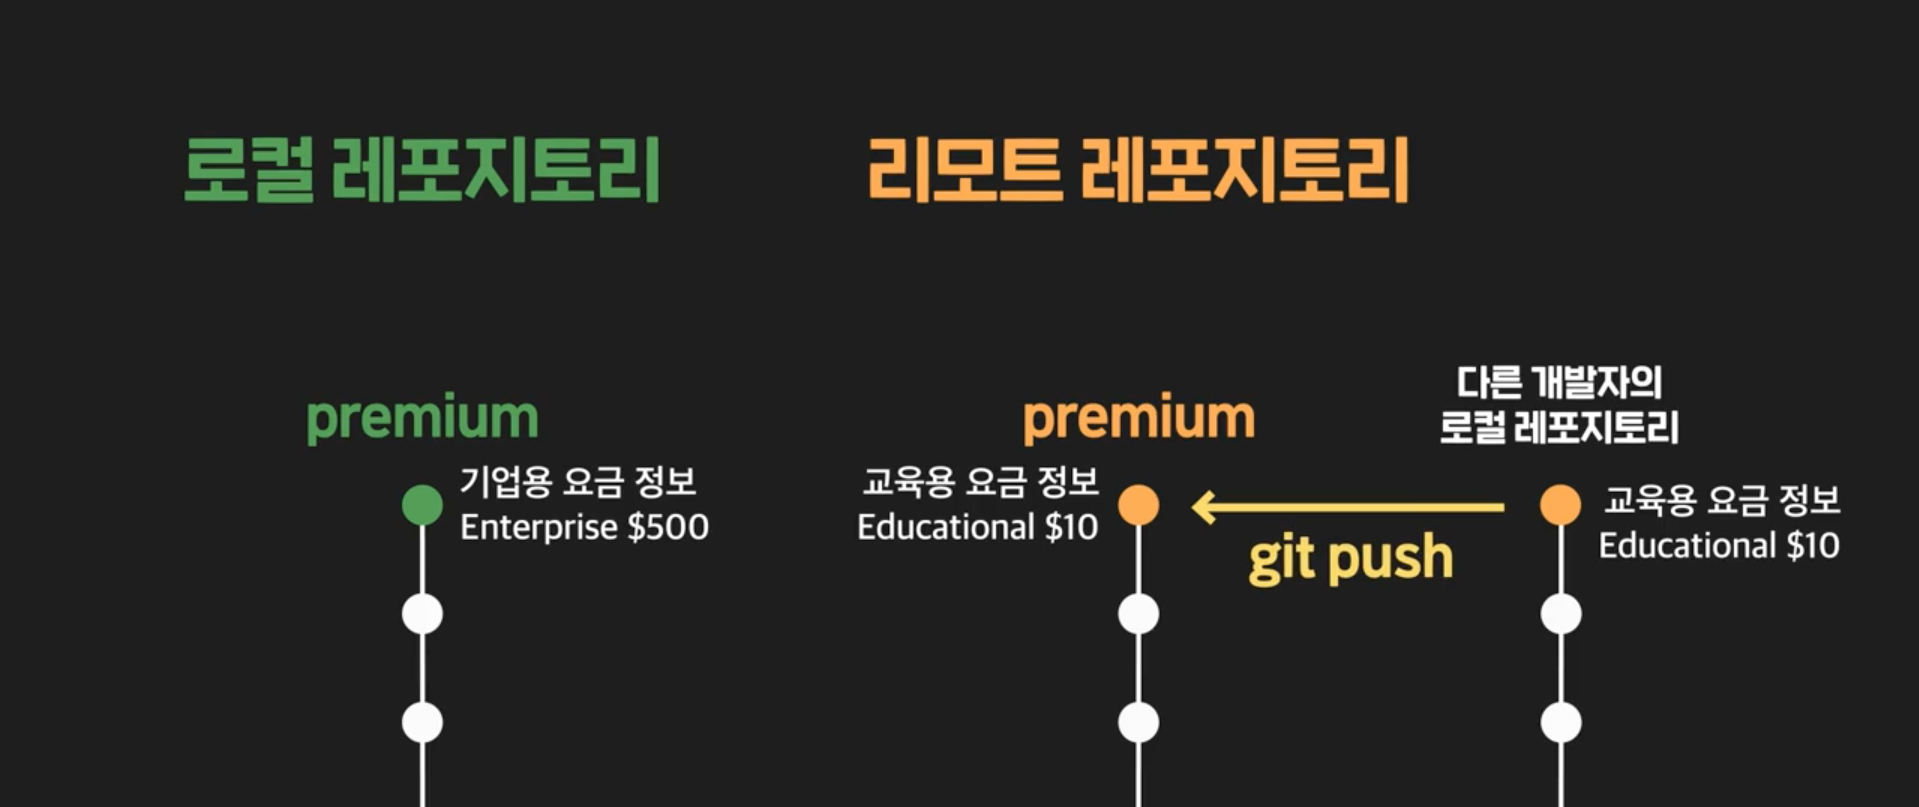 로컬 레포지토리
리모트 레포지토리
premium
기업용 요금 정보
Enterprise $500
premium
교육용 요금 정보
Educational $10
git push
다른 개발자의
로컬 레포지토리
교육용 요금 정보
Educational $10